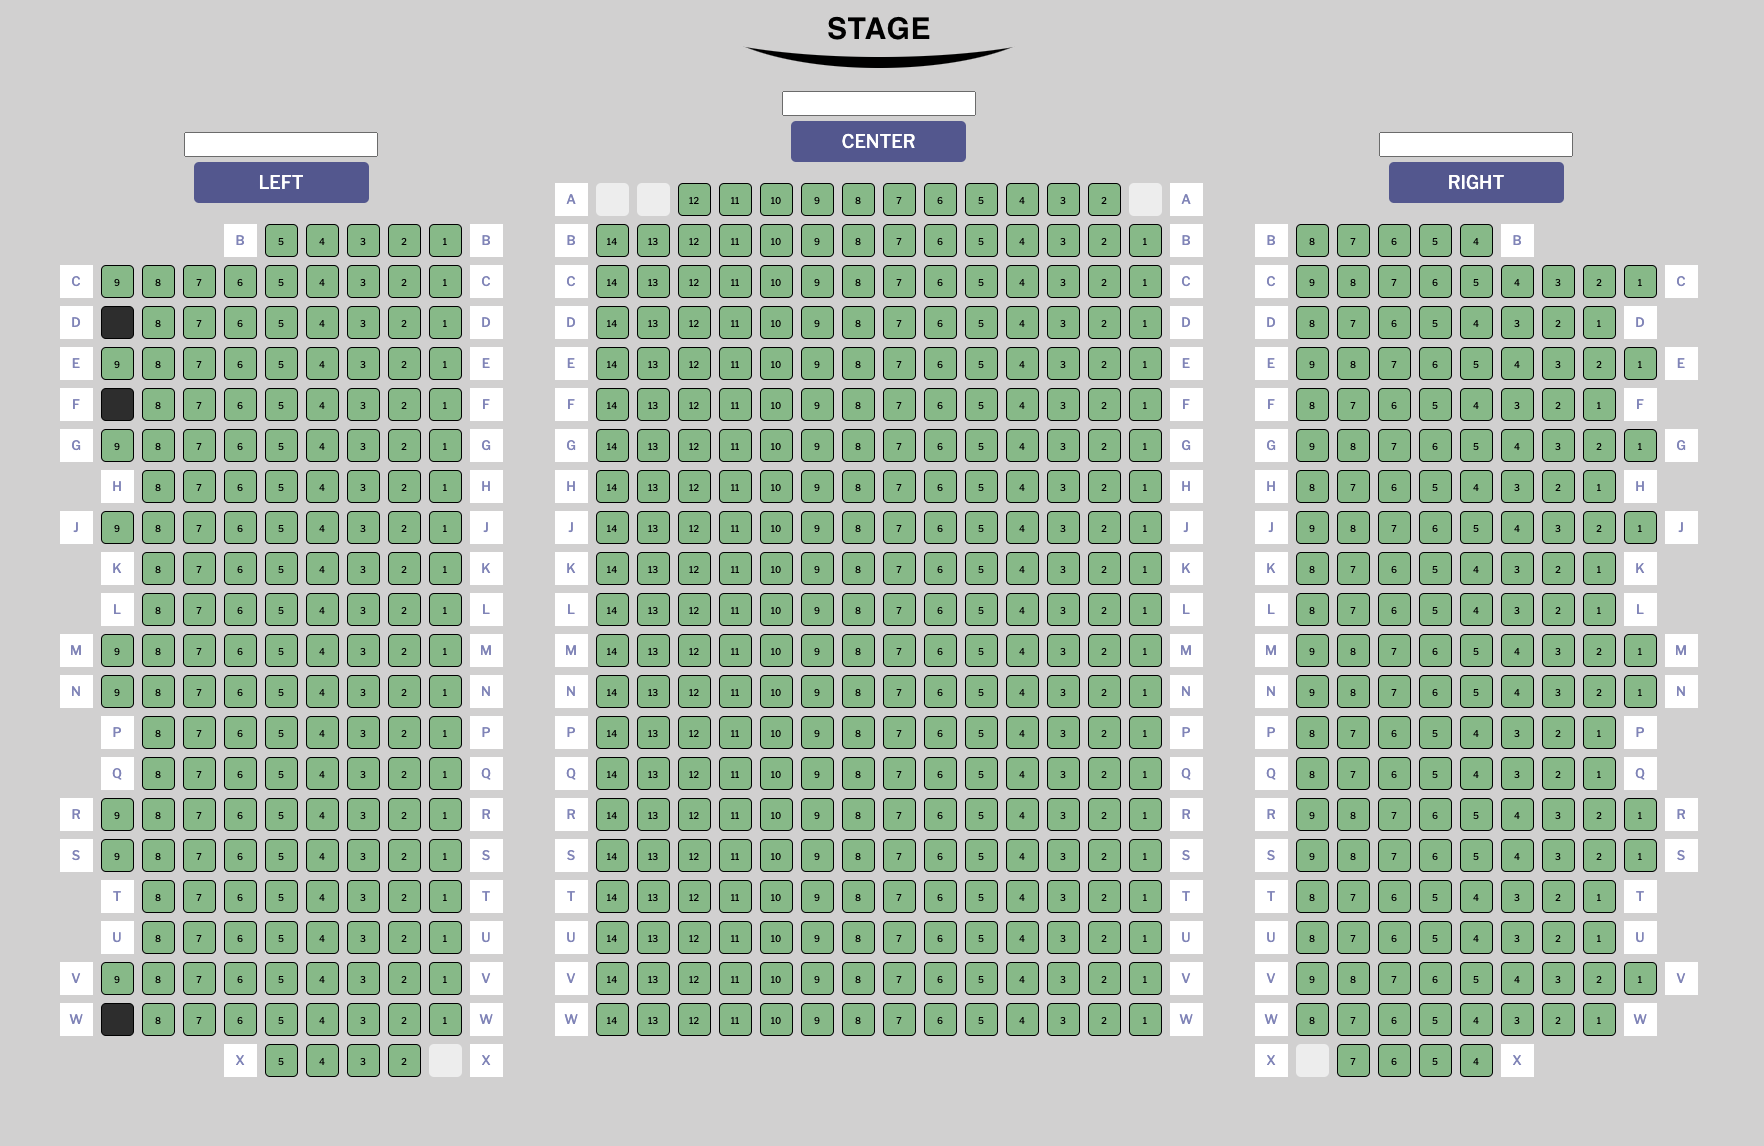 STAGE
CENTER
LEFT
RIGHT
A 12 11 10 9 8 7 6 5 4 3 2 A
B 5 4 3 2 1 B B 14 13 12 11 10 9 8 7 6 5 4 3 2 1 B B 8 7 6 5 4 B
C 9 8 7 6 5 4 3 2 1 C C 14 13 12 11 10 9 8 7 6 5 4 3 2 1 C C 9 8 7 6 5 4 3 2 1 C
D 8 7 6 5 4 3 2 1 D D 14 13 12 11 10 9 8 7 6 5 4 3 2 1 D D 8 7 6 5 4 3 2 1 D
E 9 8 7 6 5 4 3 2 1 E E 14 13 12 11 10 9 8 7 6 5 4 3 2 1 E E 9 8 7 6 5 4 3 2 1 E
F 8 7 6 5 4 3 2 1 F F 14 13 12 11 10 9 8 7 6 5 4 3 2 1 F F 8 7 6 5 4 3 2 1 F
G 9 8 7 6 5 4 3 2 1 G G 14 13 12 11 10 9 8 7 6 5 4 3 2 1 G G 9 8 7 6 5 4 3 2 1 G
H 8 7 6 5 4 3 2 1 H H 14 13 12 11 10 9 8 7 6 5 4 3 2 1 H H 8 7 6 5 4 3 2 1 H
J 9 8 7 6 5 4 3 2 1 J J 14 13 12 11 10 9 8 7 6 5 4 3 2 1 J J 9 8 7 6 5 4 3 2 1 J
K 8 7 6 5 4 3 2 1 K K 14 13 12 11 10 9 8 7 6 5 4 3 2 1 K K 8 7 6 5 4 3 2 1 K
L 8 7 6 5 4 3 2 1 L L 14 13 12 11 10 9 8 7 6 5 4 3 2 1 L L 8 7 6 5 4 3 2 1 L
M 9 8 7 6 5 4 3 2 1 M M 14 13 12 11 10 9 8 7 6 5 4 3 2 1 M M 9 8 7 6 5 4 3 2 1 M
N 9 8 7 6 5 4 3 2 1 N N 14 13 12 11 10 9 8 7 6 5 4 3 2 1 N N 9 8 7 6 5 4 3 2 1 N
P 8 7 6 5 4 3 2 1 P P 14 13 12 11 10 9 8 7 6 5 4 3 2 1 P P 8 7 6 5 4 3 2 1 P
Q 8 7 6 5 4 3 2 1 Q Q 14 13 12 11 10 9 8 7 6 5 4 3 2 1 Q Q 8 7 6 5 4 3 2 1 Q
R 9 8 7 6 5 4 3 2 1 R R 14 13 12 11 10 9 8 7 6 5 4 3 2 1 R R 9 8 7 6 5 4 3 2 1 R
S 9 8 7 6 5 4 3 2 1 S S 14 13 12 11 10 9 8 7 6 5 4 3 2 1 S S 9 8 7 6 5 4 3 2 1 S
T 8 7 6 5 4 3 2 1 T T 14 13 12 11 10 9 8 7 6 5 4 3 2 1 T T 8 7 6 5 4 3 2 1 T
U 8 7 6 5 4 3 2 1 U U 14 13 12 11 10 9 8 7 6 5 4 3 2 1 U U 8 7 6 5 4 3 2 1 U
V 9 8 7 6 5 4 3 2 1 V V 14 13 12 11 10 9 8 7 6 5 4 3 2 1 V V 9 8 7 6 5 4 3 2 1 V
W 8 7 6 5 4 3 2 1 W W 14 13 12 11 10 9 8 7 6 5 4 3 2 1 W W 8 7 6 5 4 3 2 1 W
X 5 4 3 2 X X 7 6 5 4 X